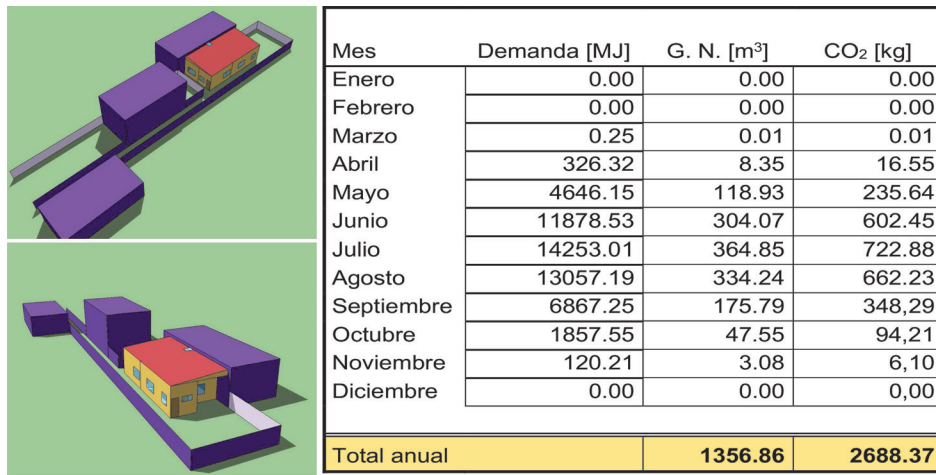 Mes Demanda [MJ] G. N. [m³] CO₂ [kg]
Enero 0.00 0.00 0.00
Febrero 0.00 0.00 0.00
Marzo 0.25 0.01 0.01
Abril 326.32 8.35 16.55
Mayo 4646.15 118.93 235.64
Junio 11878.53 304.07 602.45
Julio 14253.01 364.85 722.88
Agosto 13057.19 334.24 662.23
Septiembre 6867.25 175.79 348,29
Octubre 1857.55 47.55 94,21
Noviembre 120.21 3.08 6,10
Diciembre 0.00 0.00 0,00
Total anual 1356.86 2688.37